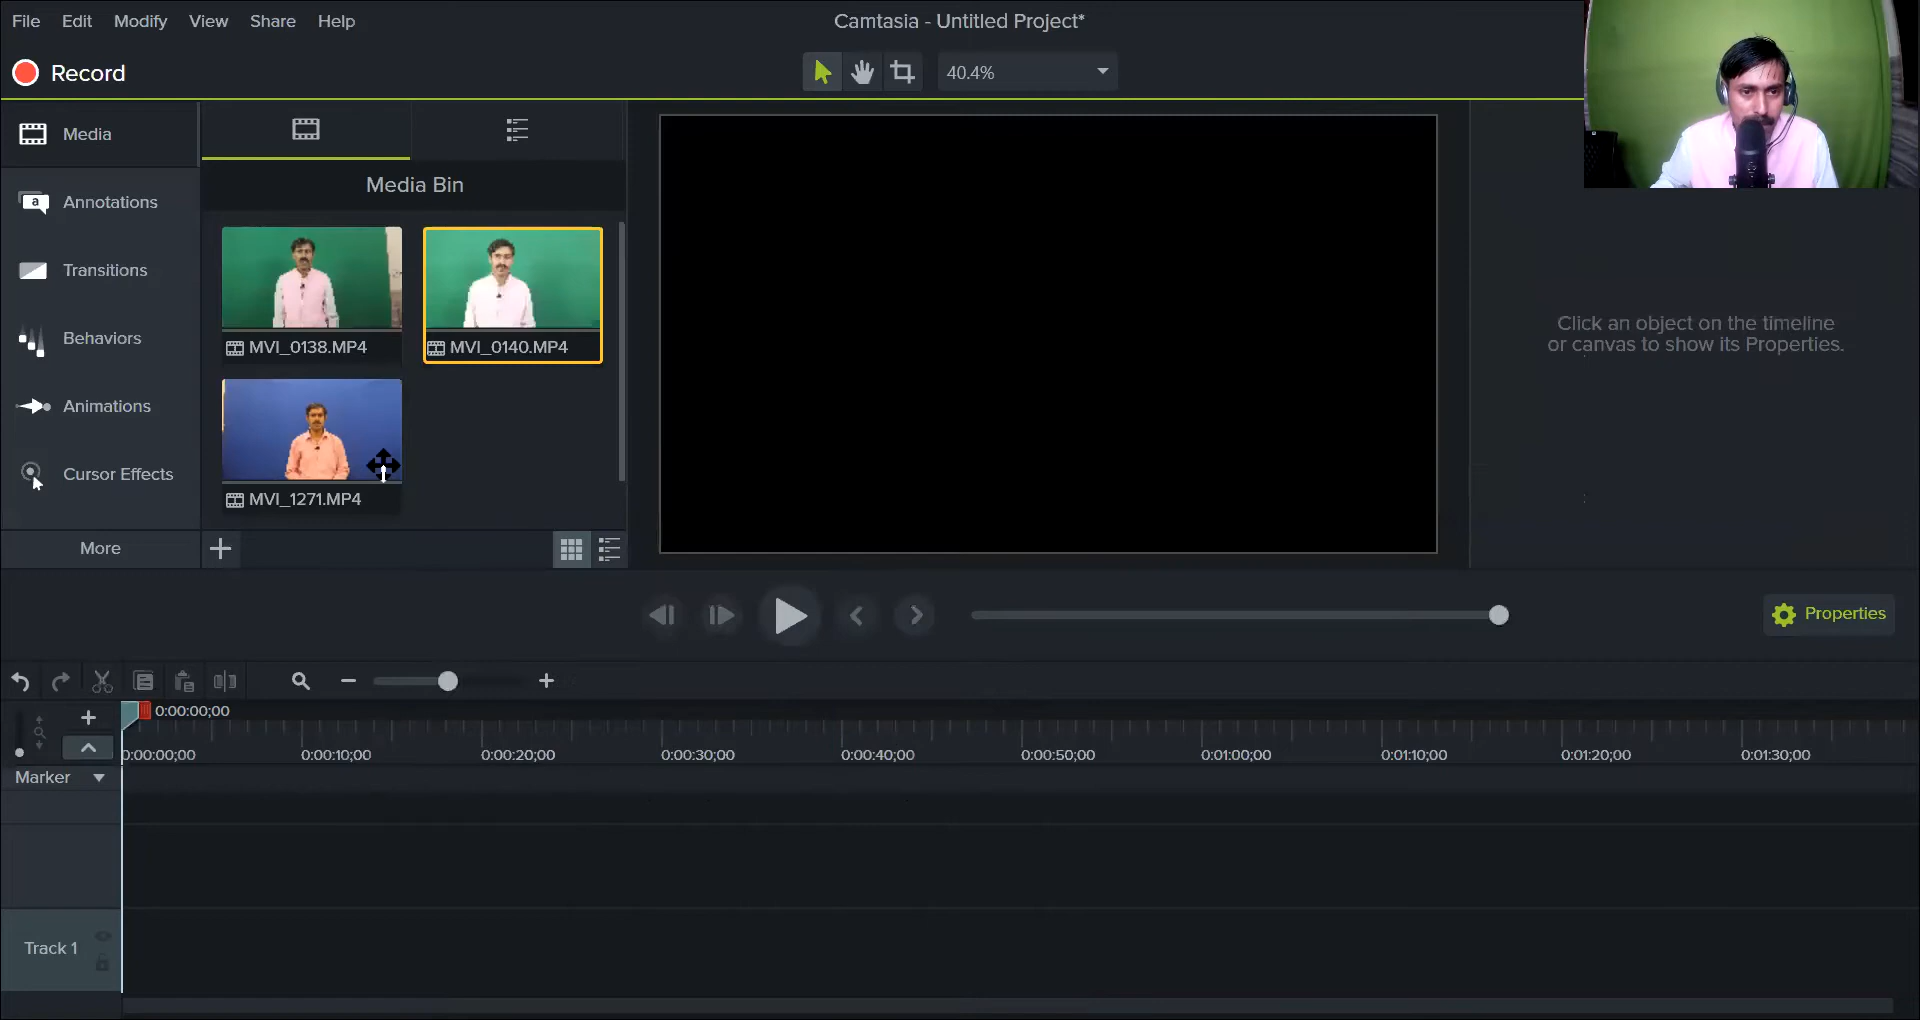 File Edit Modify View Share Help
Camtasia - Untitled Project*
Record
40.4%
Media
Annotations
Transitions
Behaviors
Animations
Cursor Effects
More
Media Bin
MVI_0138.MP4
MVI_0140.MP4
MVI_1271.MP4
Click an object on the timeline
or canvas to show its Properties.
Properties
0:00:00;00
0:00:00;00 0:00:10;00 0:00:20;00 0:00:30;00 0:00:40;00 0:00:50;00 0:01:00;00 0:01:10;00 0:01:20;00 0:01:30;00
Marker
Track 1